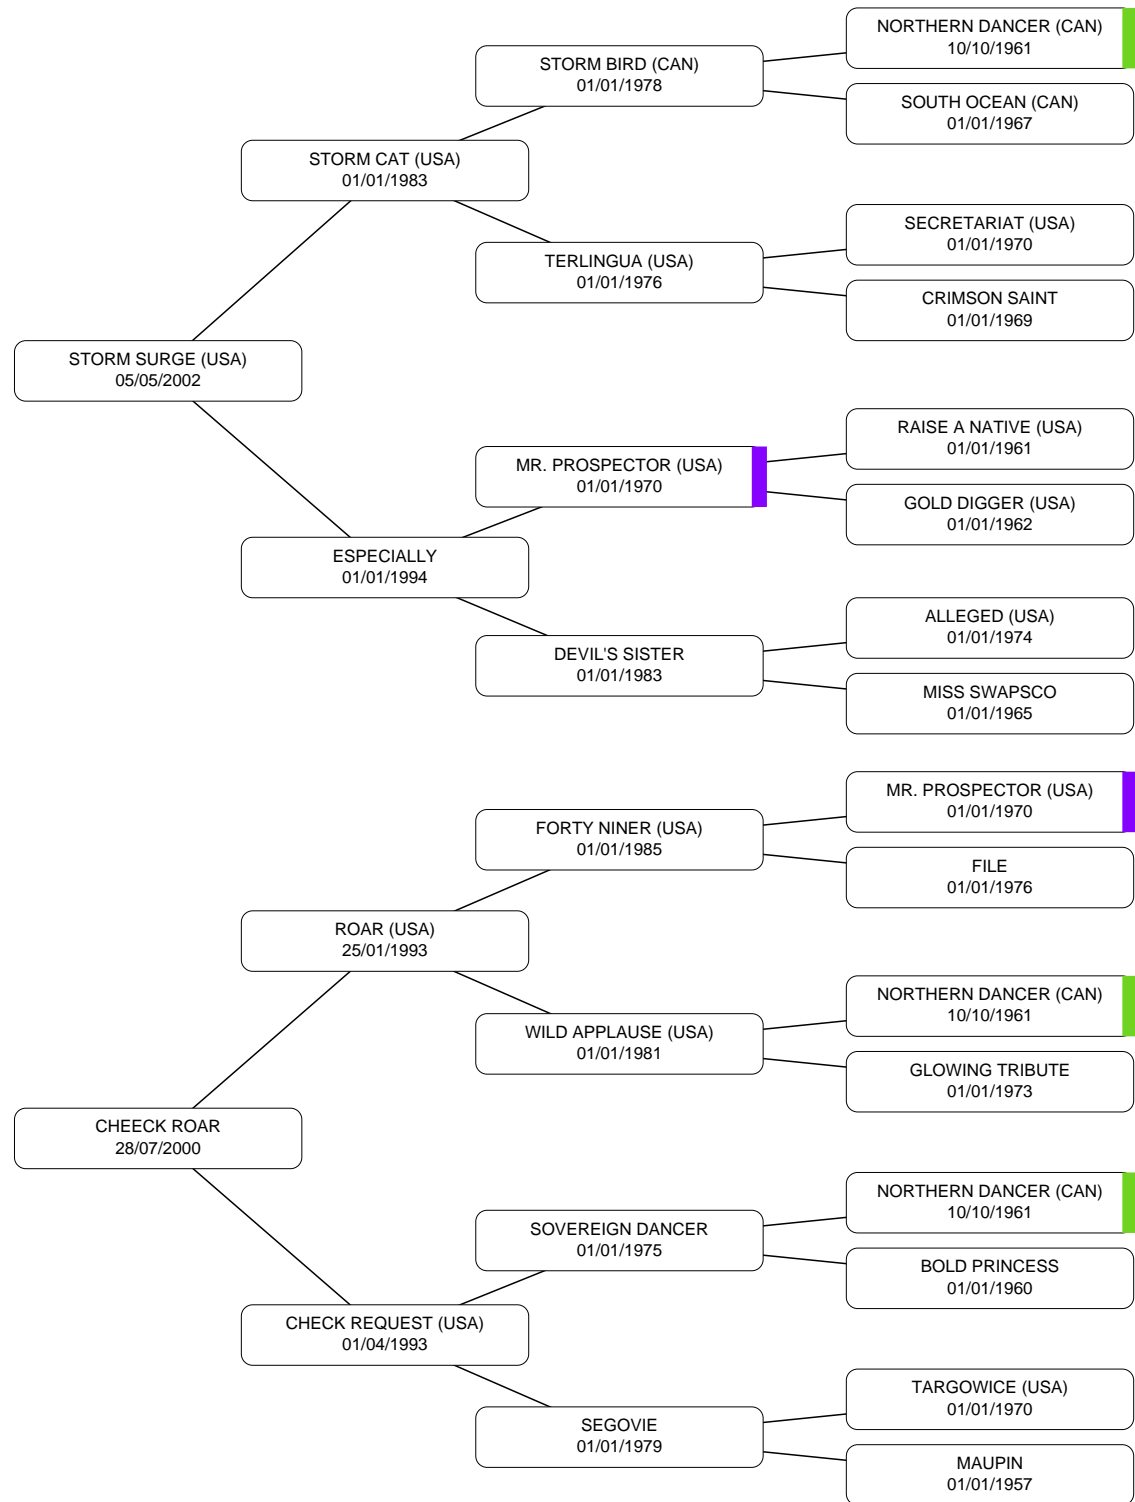 NORTHERN DANCER (CAN)
10/10/1961
STORM BIRD (CAN)
01/01/1978
SOUTH OCEAN (CAN)
01/01/1967
STORM CAT (USA)
01/01/1983
SECRETARIAT (USA)
01/01/1970
TERLINGUA (USA)
01/01/1976
CRIMSON SAINT
01/01/1969
STORM SURGE (USA)
05/05/2002
RAISE A NATIVE (USA)
01/01/1961
MR. PROSPECTOR (USA)
01/01/1970
GOLD DIGGER (USA)
01/01/1962
ESPECIALLY
01/01/1994
ALLEGED (USA)
01/01/1974
DEVIL'S SISTER
01/01/1983
MISS SWAPSCO
01/01/1965
MR. PROSPECTOR (USA)
01/01/1970
FORTY NINER (USA)
01/01/1985
FILE
01/01/1976
ROAR (USA)
25/01/1993
NORTHERN DANCER (CAN)
10/10/1961
WILD APPLAUSE (USA)
01/01/1981
GLOWING TRIBUTE
01/01/1973
CHEECK ROAR
28/07/2000
NORTHERN DANCER (CAN)
10/10/1961
SOVEREIGN DANCER
01/01/1975
BOLD PRINCESS
01/01/1960
CHECK REQUEST (USA)
01/04/1993
TARGOWICE (USA)
01/01/1970
SEGOVIE
01/01/1979
MAUPIN
01/01/1957